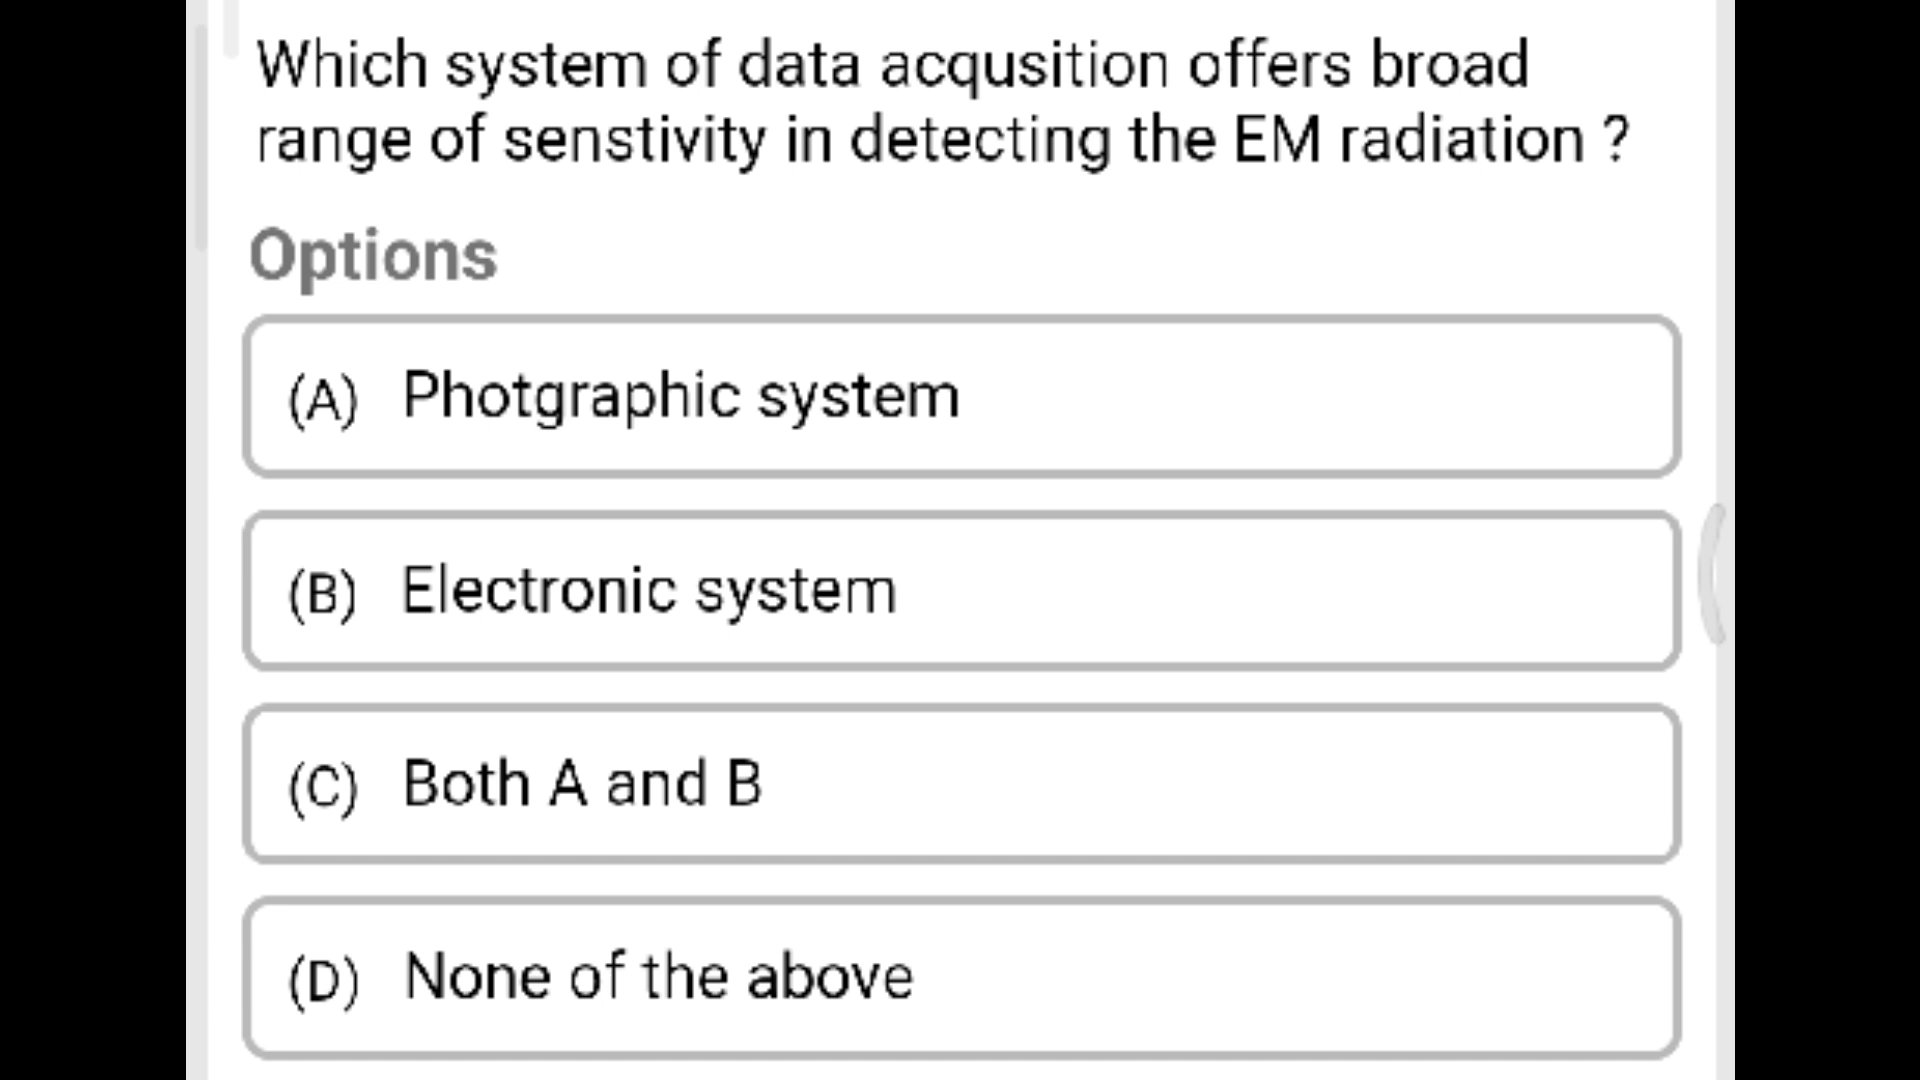 Which system of data acqusition offers broad
range of senstivity in detecting the EM radiation ?
Options
(A) Photgraphic system
(B) Electronic system
(C) Both A and B
(D) None of the above